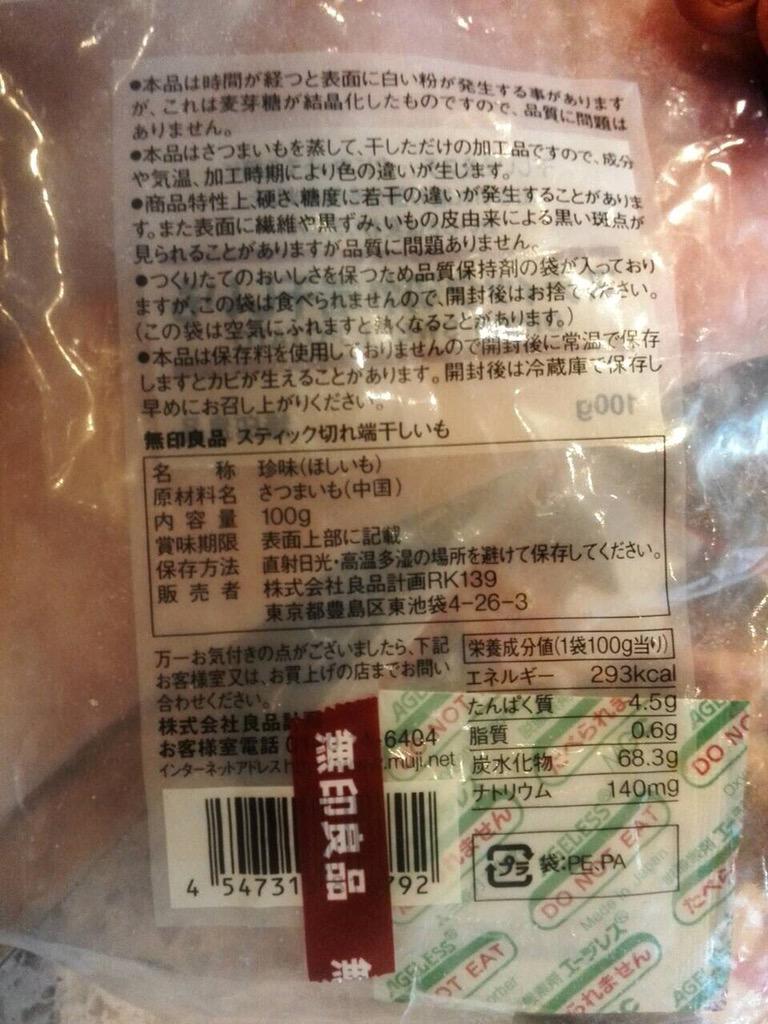 ●本品は時間が経つと表面に白い粉が発生する事があります
が、これは麦芽糖が結晶化したものですので、品質に問題は
ありません。
●本品はさつまいもを蒸して、干しただけの加工品ですので、成分
や気温、加工時期により色の違いが生じます。
●商品特性上、硬さ、糖度に若干の違いが発生することがありま
す。また表面に繊維や黒ずみ、いもの皮由来による黒い斑点が
見られることがありますが品質に問題ありません。
●つくりたてのおいしさを保つため品質保持剤の袋が入っており
ますが、この袋は食べられませんので、開封後はお捨てください。
(この袋は空気にふれますと熱くなることがあります。)
●本品は保存料を使用しておりませんので開封後に常温で保存
しますとカビが生えることがあります。開封後は冷蔵庫で保存し
早めにお召し上がりください。
100g
無印良品 スティック切れ端干しいも
名称 珍味(ほしいも)
原材料名 さつまいも(中国)
内容量 100g
賞味期限 表面上部に記載
保存方法 直射日光・高温多湿の場所を避けて保存してください。
販売者 株式会社良品計画RK139
東京都豊島区東池袋4-26-3
万一お気付きの点がございましたら、下記
お客様室又は、お買上げの店までお問い
合わせください。
株式会社良品計
お客様室電話 6404
インターネットアドレス .muji.net
栄養成分値(1袋100g当り)
エネルギー 293kcal
たんぱく質 4.5g
脂質 0.6g
炭水化物 68.3g
ナトリウム 140mg
プラ 袋:PE,PA
4 54731 792
無印良品
無
AGELESS
DO NOT EAT
Made in Japan
エージレス®
AGELESS®
OT EAT
られません
DO NO
AGEL
たべら